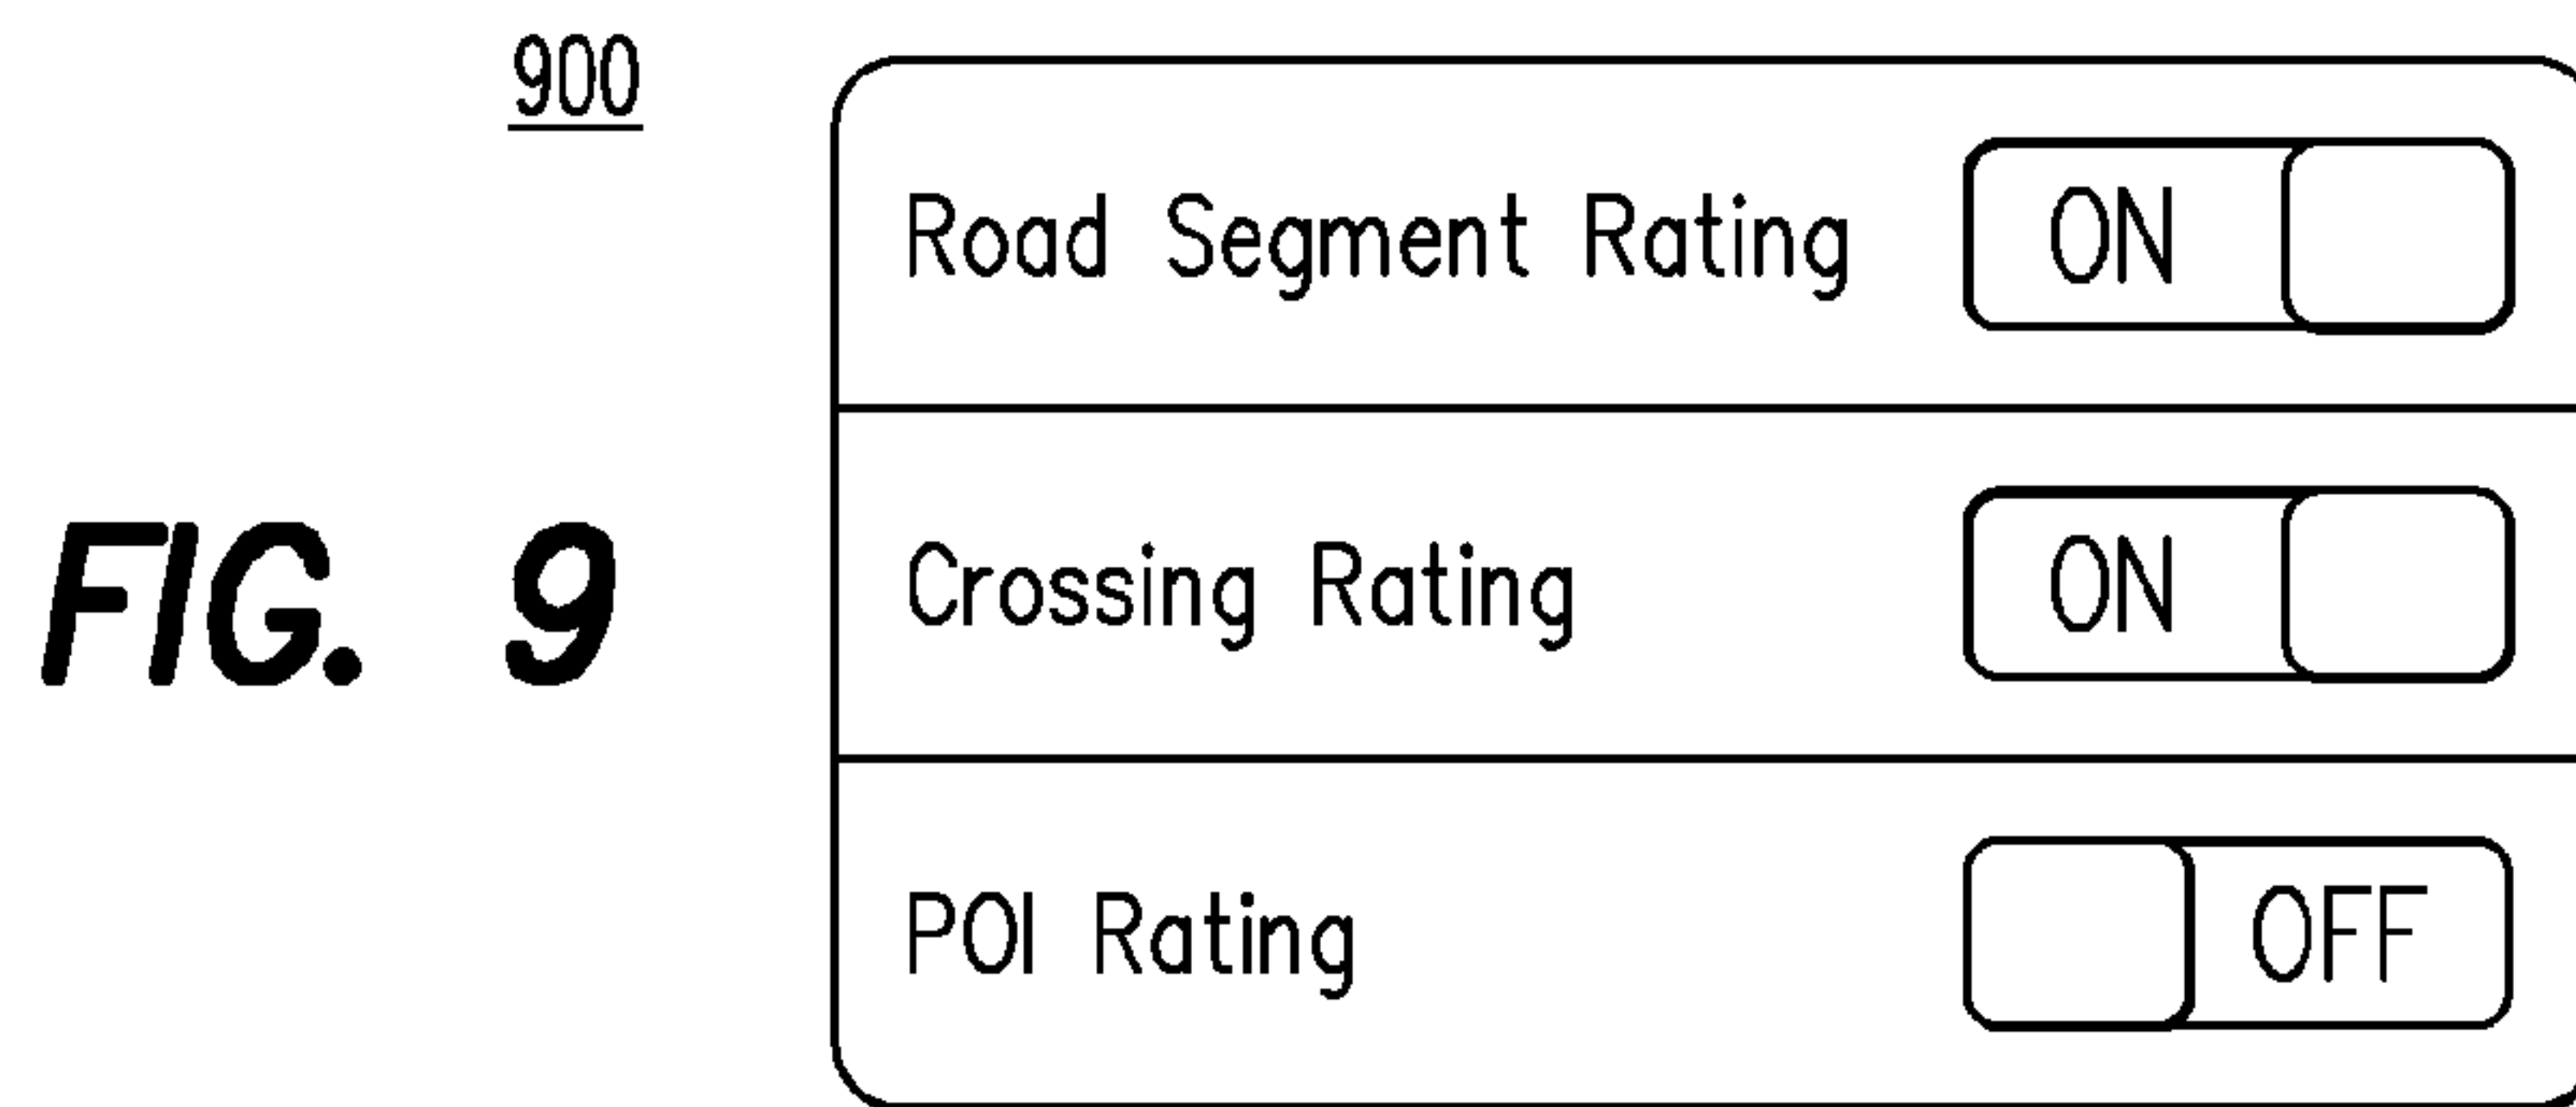 900
Road Segment Rating ON
Crossing Rating ON
FIG. 9
POI Rating OFF